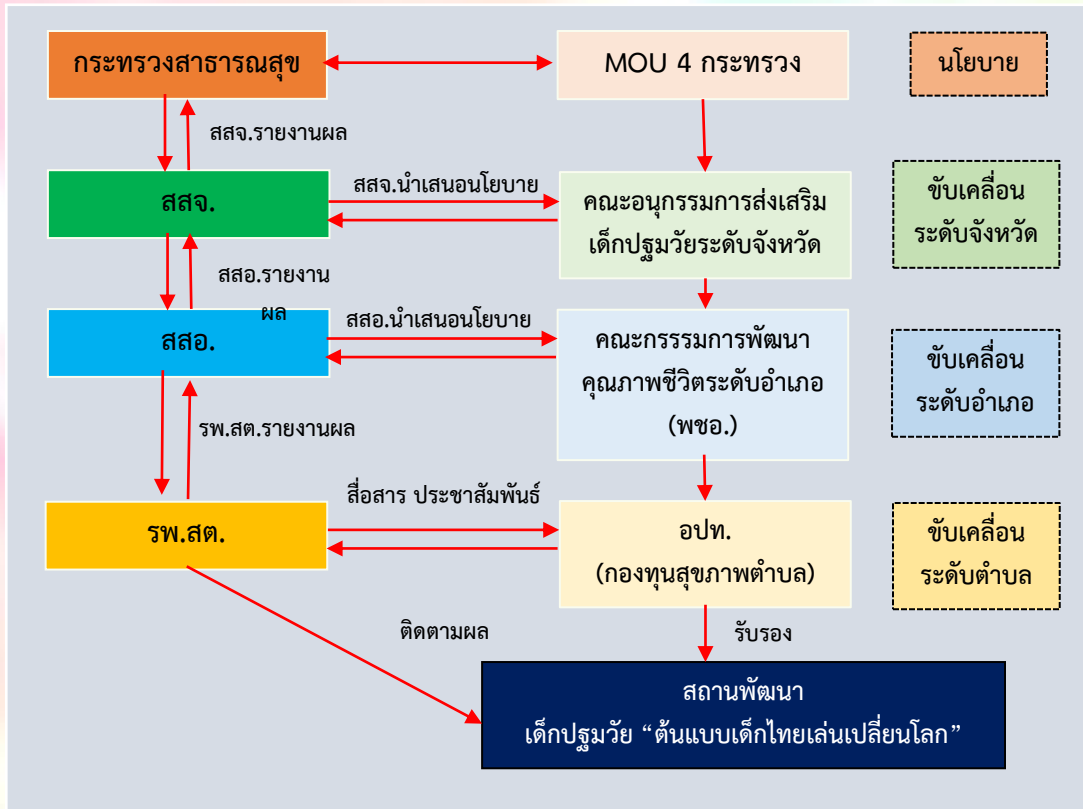 กระทรวงสาธารณสุข
MOU 4 กระทรวง
นโยบาย
สสจ.รายงานผล
สสจ.
สสจ.นำเสนอนโยบาย
คณะอนุกรรมการส่งเสริม
เด็กปฐมวัยระดับจังหวัด
ขับเคลื่อน
ระดับจังหวัด
สสอ.รายงาน
ผล
สสอ.
สสอ.นำเสนอนโยบาย
คณะกรรรมการพัฒนา
คุณภาพชีวิตระดับอำเภอ
(พชอ.)
ขับเคลื่อน
ระดับอำเภอ
รพ.สต.รายงานผล
รพ.สต.
สื่อสาร ประชาสัมพันธ์
อปท.
(กองทุนสุขภาพตำบล)
ขับเคลื่อน
ระดับตำบล
ติดตามผล
รับรอง
สถานพัฒนา
เด็กปฐมวัย “ต้นแบบเด็กไทยเล่นเปลี่ยนโลก”